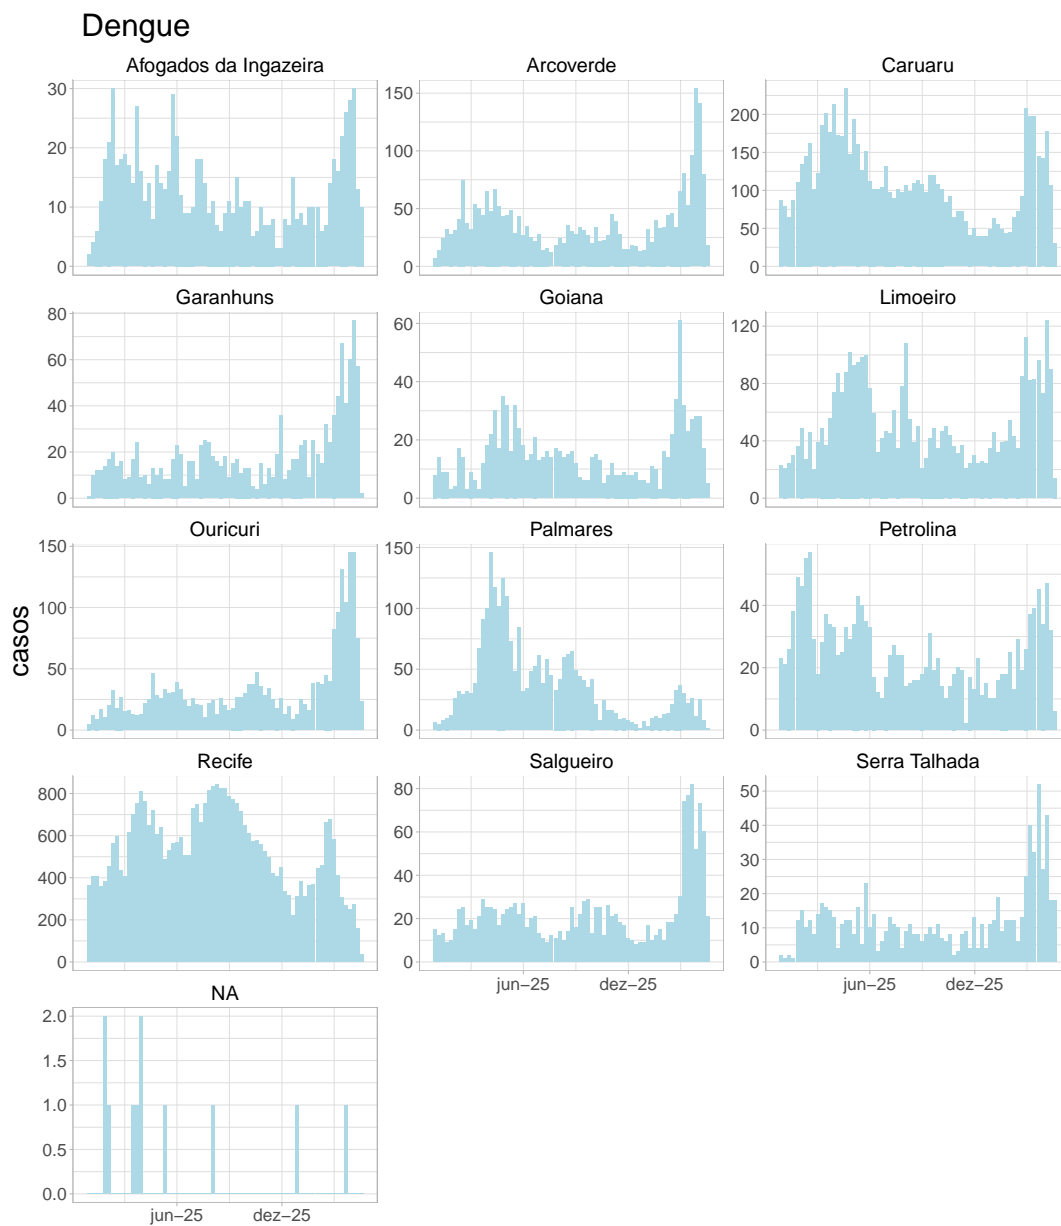 Dengue
Afogados da Ingazeira
Arcoverde
Caruaru
30
20
10
0
150
100
50
0
200
150
100
50
0
Garanhuns
Goiana
Limoeiro
80
60
40
20
0
60
40
20
0
120
80
40
0
Ouricuri
Palmares
Petrolina
150
100
50
0
150
100
50
0
40
20
0
casos
Recife
Salgueiro
Serra Talhada
800
600
400
200
0
80
60
40
20
0
50
40
30
20
10
0
jun−25
dez−25
jun−25
dez−25
NA
2.0
1.5
1.0
0.5
0.0
jun−25
dez−25